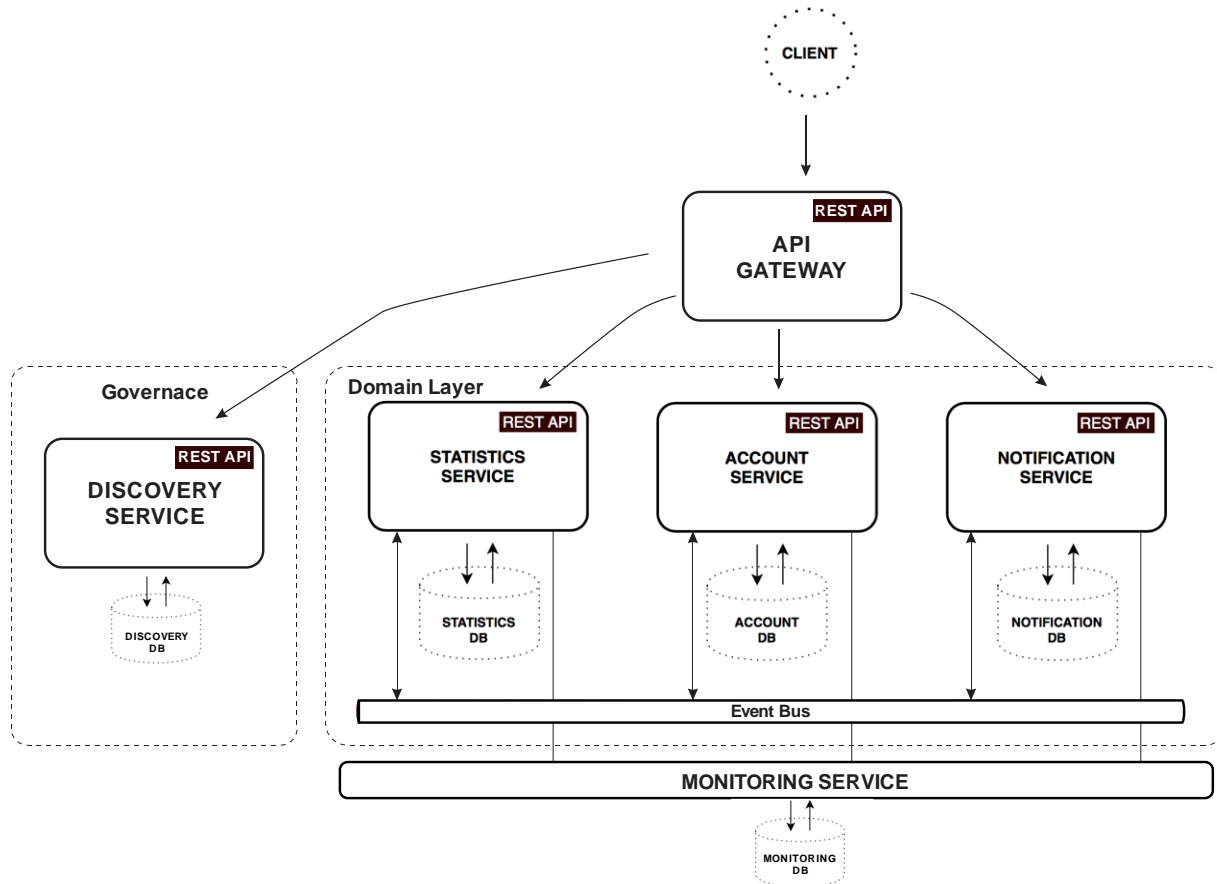 CLIENT
REST API
API
GATEWAY
Governace
Domain Layer
REST API
DISCOVERY
SERVICE
REST API
STATISTICS
SERVICE
REST API
ACCOUNT
SERVICE
REST API
NOTIFICATION
SERVICE
DISCOVERY
DB
STATISTICS
DB
ACCOUNT
DB
NOTIFICATION
DB
Event Bus
MONITORING SERVICE
MONITORING
DB